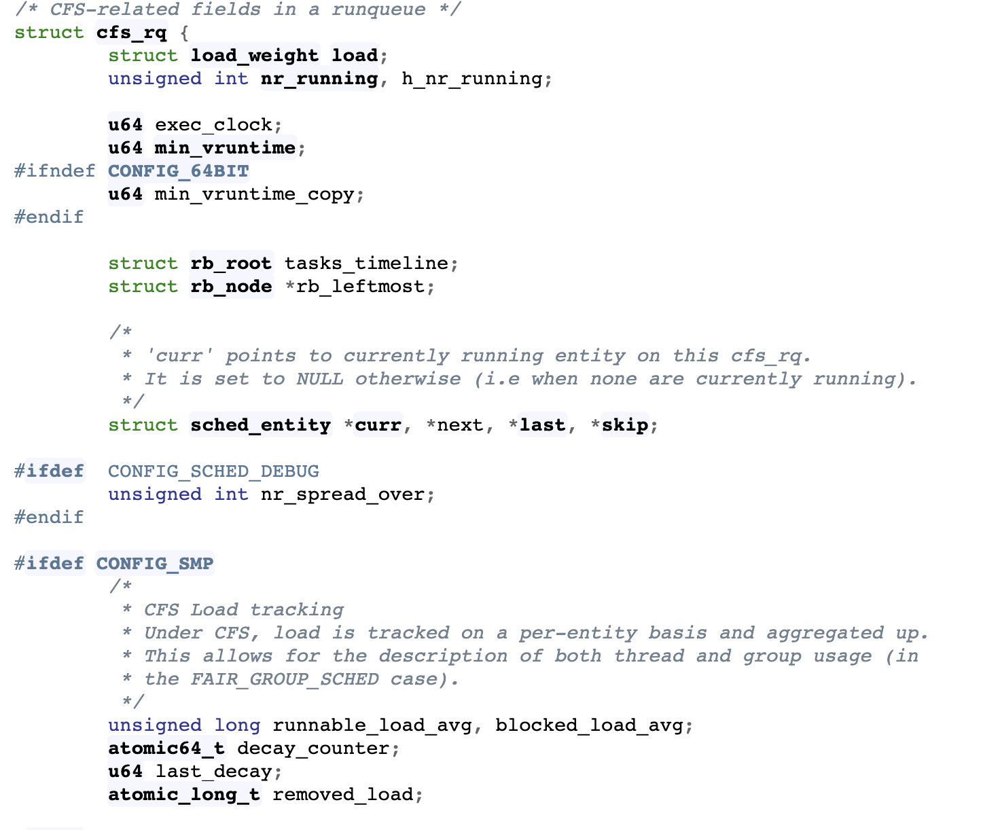 /* CFS-related fields in a runqueue */
struct cfs_rq {
        struct load_weight load;
        unsigned int nr_running, h_nr_running;

        u64 exec_clock;
        u64 min_vruntime;
#ifndef CONFIG_64BIT
        u64 min_vruntime_copy;
#endif

        struct rb_root tasks_timeline;
        struct rb_node *rb_leftmost;

        /*
         * 'curr' points to currently running entity on this cfs_rq.
         * It is set to NULL otherwise (i.e when none are currently running).
         */
        struct sched_entity *curr, *next, *last, *skip;

#ifdef  CONFIG_SCHED_DEBUG
        unsigned int nr_spread_over;
#endif

#ifdef CONFIG_SMP
        /*
         * CFS Load tracking
         * Under CFS, load is tracked on a per-entity basis and aggregated up.
         * This allows for the description of both thread and group usage (in
         * the FAIR_GROUP_SCHED case).
         */
        unsigned long runnable_load_avg, blocked_load_avg;
        atomic64_t decay_counter;
        u64 last_decay;
        atomic_long_t removed_load;